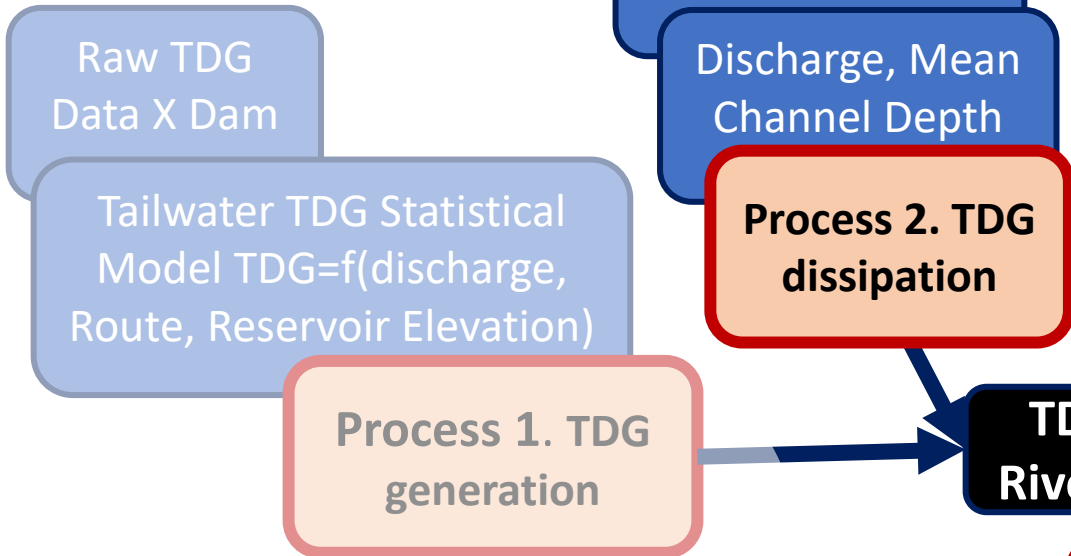 Raw TDG
Data X Dam
Tailwater TDG Statistical
Model TDG=f(discharge,
Route, Reservoir Elevation)
Process 1. TDG
generation
Discharge, Mean
Channel Depth
Process 2. TDG
dissipation